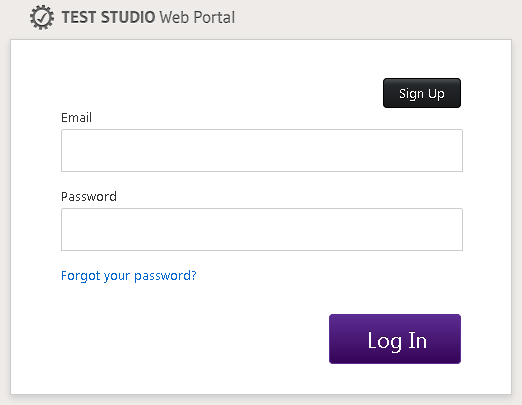 TEST STUDIO Web Portal
Sign Up
Email
Password
Forgot your password?
Log In